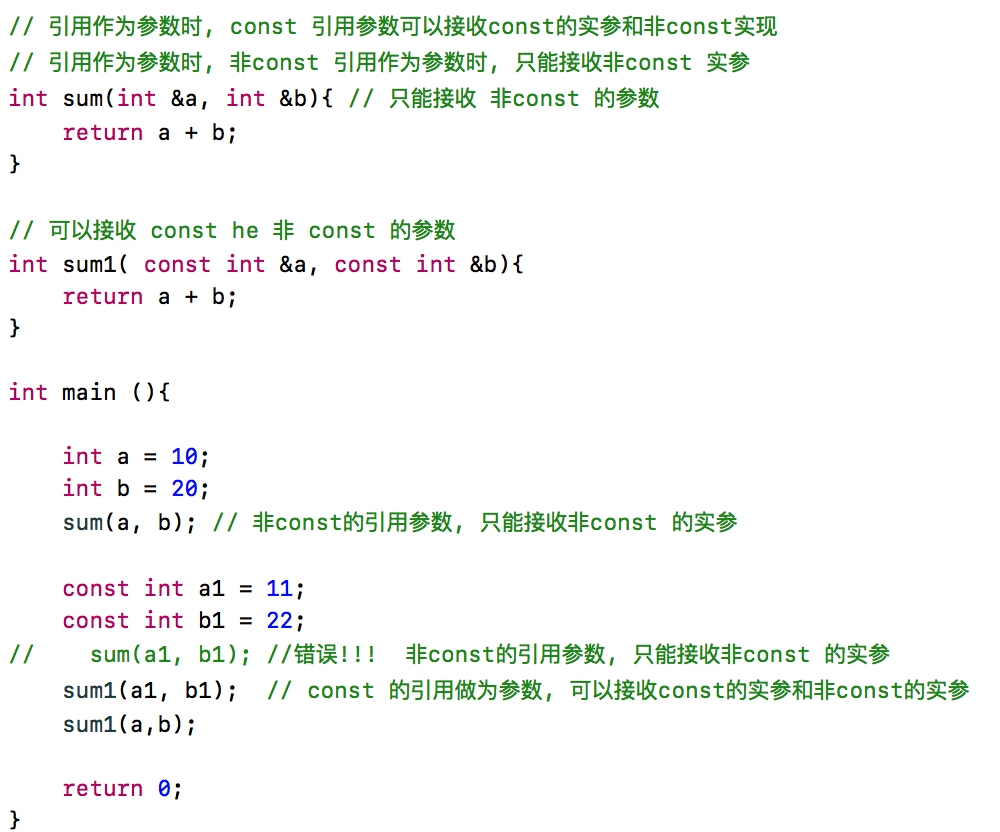 // 引用作为参数时, const 引用参数可以接收const的实参和非const实现
// 引用作为参数时, 非const 引用作为参数时, 只能接收非const 实参
int sum(int &a, int &b){ // 只能接收 非const 的参数
    return a + b;
}
// 可以接收 const he 非 const 的参数
int sum1( const int &a, const int &b){
    return a + b;
}
int main (){
    int a = 10;
    int b = 20;
    sum(a, b); // 非const的引用参数, 只能接收非const 的实参
    const int a1 = 11;
    const int b1 = 22;
//    sum(a1, b1); //错误!!!  非const的引用参数, 只能接收非const 的实参
    sum1(a1, b1);  // const 的引用做为参数, 可以接收const的实参和非const的实参
    sum1(a,b);
    return 0;
}